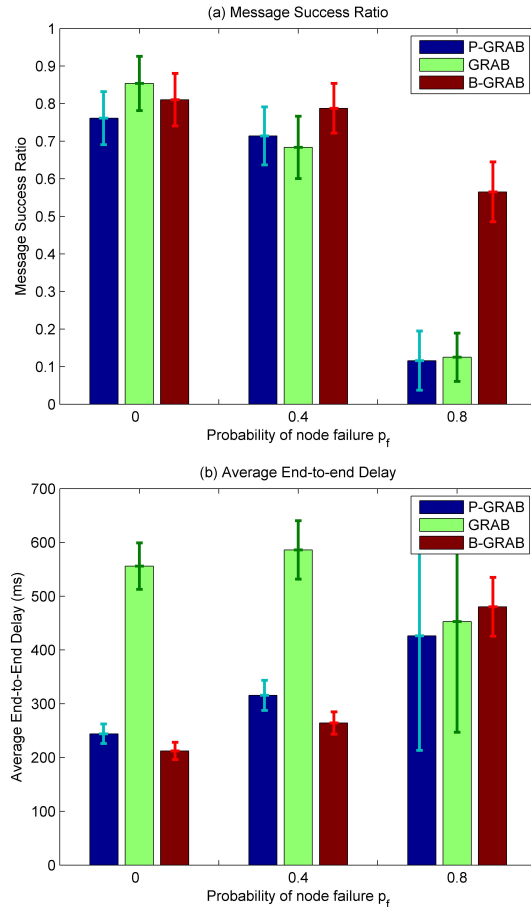 (a) Message Success Ratio
1
0.9
0.8
0.7
0.6
0.5
0.4
0.3
0.2
0.1
0
Message Success Ratio
P-GRAB
GRAB
B-GRAB
0 0.4 0.8
Probability of node failure p_f
(b) Average End-to-end Delay
700
600
500
400
300
200
100
0
Average End-to-End Delay (ms)
P-GRAB
GRAB
B-GRAB
0 0.4 0.8
Probability of node failure p_f